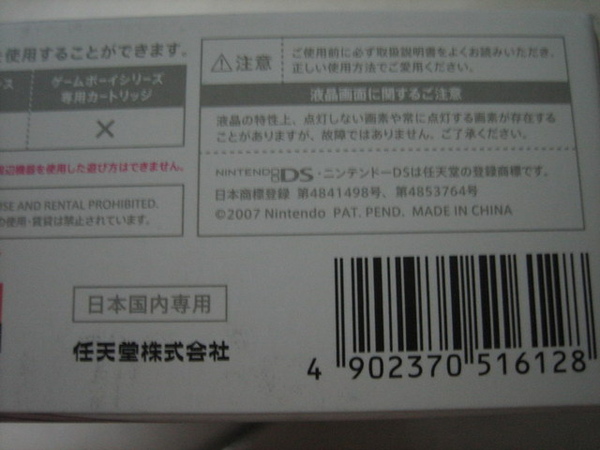 を使用することができます。
ース
ゲームボーイシリーズ
専用カートリッジ
×
辺機器を使用した遊び方はできません。
SE AND RENTAL PROHIBITED.
の使用・賃貸は禁止されています。
注意
ご使用前に必ず取扱説明書をよくお読みいただき、
正しい使用方法でご愛用ください。
液晶画面に関するご注意
液晶の特性上、点灯しない画素や常に点灯する画素が存在する
ことがありますが、故障ではありません。ご了承ください。
NINTENDO DS・ニンテンドーDSは任天堂の登録商標です。
日本商標登録 第4841498号、第4853764号
©2007 Nintendo PAT. PEND. MADE IN CHINA
日本国内専用
任天堂株式会社
4 902370 516128